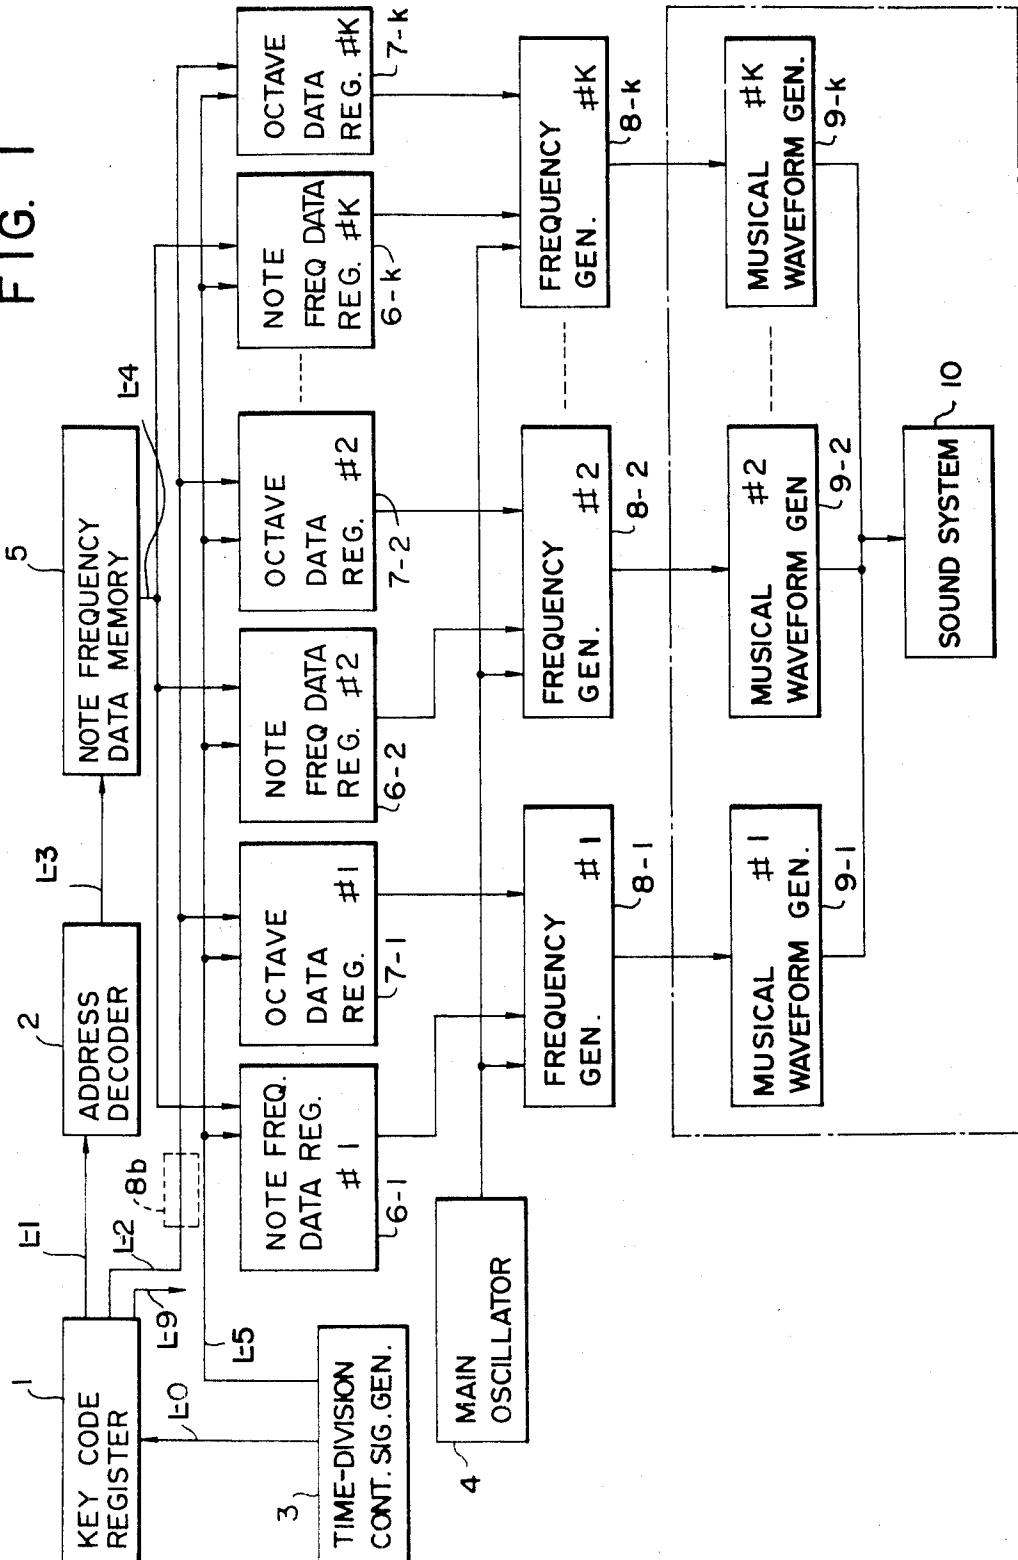 FIG. 1
1
KEY CODE
REGISTER
L-1
L-2
L-9
L-0
2
ADDRESS
DECODER
L-3
5
NOTE FREQUENCY
DATA MEMORY
L-4
8b
3
TIME-DIVISION
CONT. SIG. GEN.
L-5
NOTE FREQ.
DATA REG.
#1
6-1
OCTAVE
DATA
REG. #1
7-1
NOTE
FREQ DATA
REG. #2
6-2
OCTAVE
DATA
REG. #2
7-2
NOTE
FREQ DATA
REG. #K
6-k
OCTAVE
DATA
REG. #K
7-k
4
MAIN
OSCILLATOR
FREQUENCY
GEN. #1
8-1
FREQUENCY
GEN. #2
8-2
FREQUENCY
GEN. #K
8-k
MUSICAL #1
WAVEFORM GEN.
9-1
MUSICAL #2
WAVEFORM GEN
9-2
MUSICAL #K
WAVEFORM GEN.
9-k
SOUND SYSTEM
10